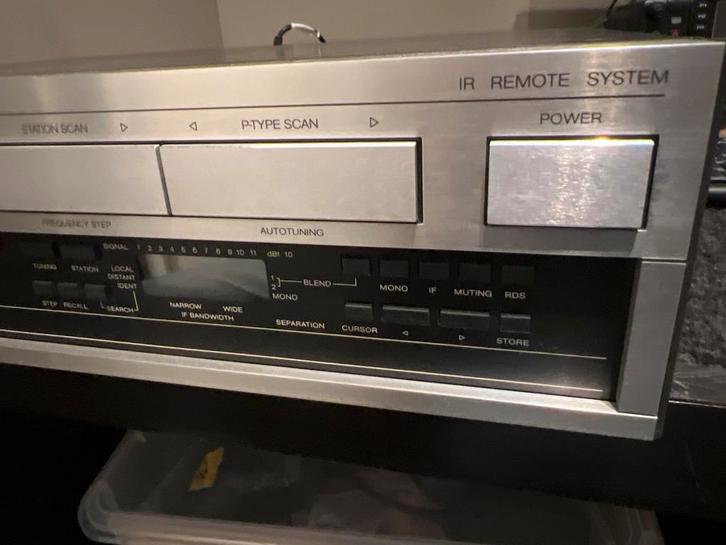 IR REMOTE SYSTEM
STATION SCAN ▷ ◁ P-TYPE SCAN ▷ POWER
FREQUENCY STEP AUTOTUNING
SIGNAL 1 2 3 4 5 6 7 8 9 10 11 dBf 10
TUNING STATION LOCAL
DISTANT
IDENT
1
2 BLEND
MONO
MONO IF MUTING RDS
STEP RECALL SEARCH
NARROW WIDE
IF BANDWIDTH
SEPARATION
CURSOR ◁ ▷ STORE